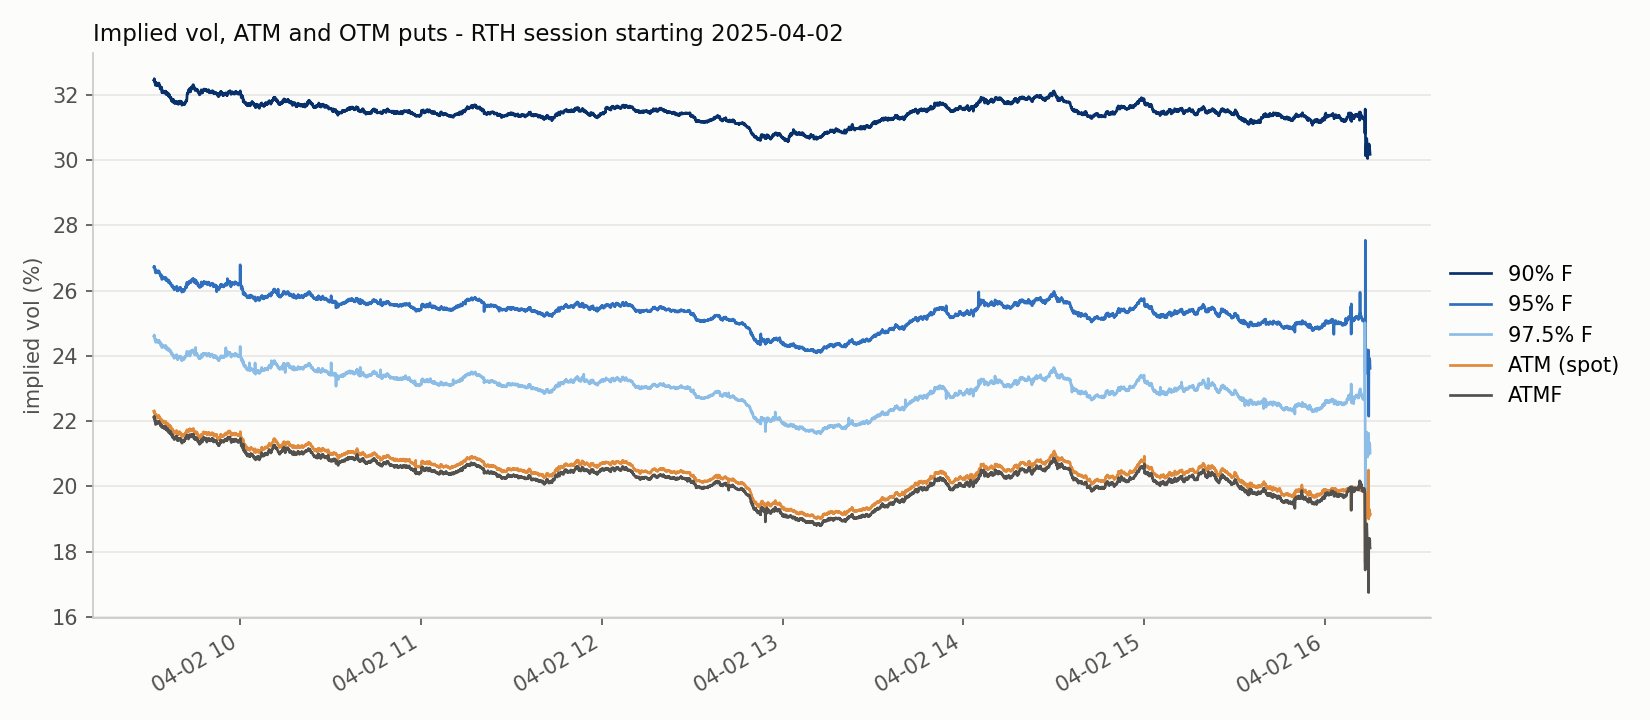 Implied vol, ATM and OTM puts - RTH session starting 2025-04-02
implied vol (%)
32
30
28
26
24
22
20
18
16
04-02 10
04-02 11
04-02 12
04-02 13
04-02 14
04-02 15
04-02 16
90% F
95% F
97.5% F
ATM (spot)
ATMF